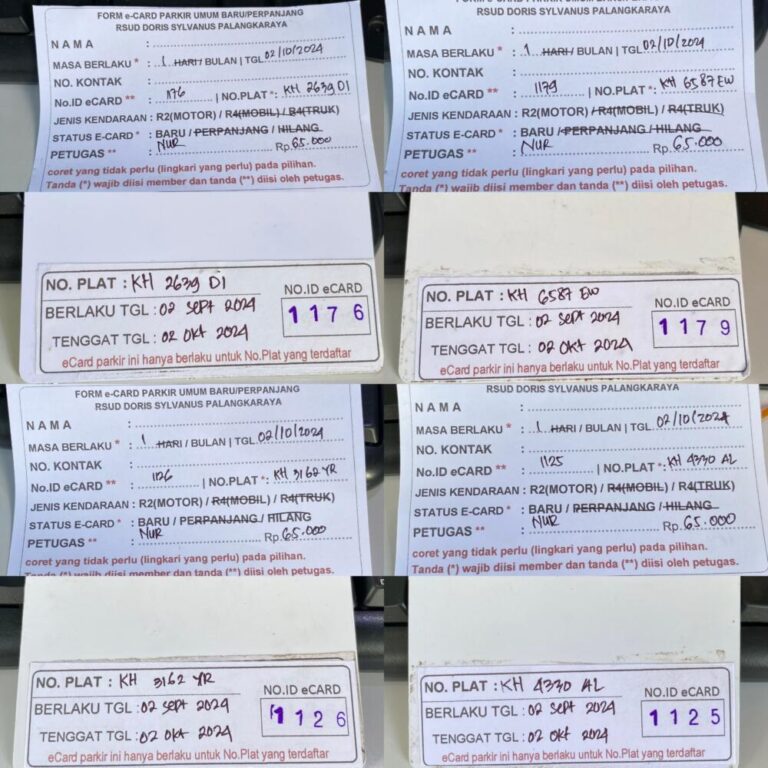 FORM e-CARD PARKIR UMUM BARU/PERPANJANG
RSUD DORIS SYLVANUS PALANGKARAYA
NAMA :
MASA BERLAKU * : 1 HARI / BULAN | TGL 02/10/2024
NO. KONTAK :
No.ID eCARD ** : 1176 | NO.PLAT *: KH 2639 DI
JENIS KENDARAAN : R2(MOTOR) / R4(MOBIL) / R4(TRUK)
STATUS E-CARD * : BARU / PERPANJANG / HILANG
PETUGAS ** : NUR Rp. 65.000
coret yang tidak perlu (lingkari yang perlu) pada pilihan.
Tanda (*) wajib diisi member dan tanda (**) diisi oleh petugas.
RSUD DORIS SYLVANUS PALANGKARAYA
NAMA :
MASA BERLAKU * : 1 HARI / BULAN | TGL 02/10/2024
NO. KONTAK :
No.ID eCARD ** : 1179 | NO.PLAT *: KH 6587 EW
JENIS KENDARAAN : R2(MOTOR) / R4(MOBIL) / R4(TRUK)
STATUS E-CARD * : BARU / PERPANJANG / HILANG
PETUGAS ** : NUR Rp. 65.000
coret yang tidak perlu (lingkari yang perlu) pada pilihan.
Tanda (*) wajib diisi member dan tanda (**) diisi oleh petugas.
NO. PLAT : KH 2639 DI
BERLAKU TGL : 02 SEPT 2024
TENGGAT TGL : 02 OKT 2024
NO.ID eCARD
1176
eCard parkir ini hanya berlaku untuk No.Plat yang terdaftar
NO. PLAT : KH 6587 EW
BERLAKU TGL : 02 SEPT 2024
TENGGAT TGL : 02 OKT 2024
NO.ID eCARD
1179
eCard parkir ini hanya berlaku untuk No.Plat yang terdaftar
FORM e-CARD PARKIR UMUM BARU/PERPANJANG
RSUD DORIS SYLVANUS PALANGKARAYA
NAMA :
MASA BERLAKU * : 1 HARI / BULAN | TGL 02/10/2024
NO. KONTAK :
No.ID eCARD ** : 1126 | NO.PLAT *: KH 3162 YR
JENIS KENDARAAN : R2(MOTOR) / R4(MOBIL) / R4(TRUK)
STATUS E-CARD * : BARU / PERPANJANG / HILANG
PETUGAS ** : NUR Rp. 65.000
coret yang tidak perlu (lingkari yang perlu) pada pilihan.
Tanda (*) wajib diisi member dan tanda (**) diisi oleh petugas.
RSUD DORIS SYLVANUS PALANGKARAYA
NAMA :
MASA BERLAKU * : 1 HARI / BULAN | TGL 02/10/2024
NO. KONTAK :
No.ID eCARD ** : 1125 | NO.PLAT *: KH 4330 AL
JENIS KENDARAAN : R2(MOTOR) / R4(MOBIL) / R4(TRUK)
STATUS E-CARD * : BARU / PERPANJANG / HILANG
PETUGAS ** : NUR Rp. 65.000
coret yang tidak perlu (lingkari yang perlu) pada pilihan.
Tanda (*) wajib diisi member dan tanda (**) diisi oleh petugas.
NO. PLAT : KH 3162 YR
BERLAKU TGL : 02 SEPT 2024
TENGGAT TGL : 02 OKT 2024
NO.ID eCARD
1126
eCard parkir ini hanya berlaku untuk No.Plat yang terdaftar
NO. PLAT : KH 4330 AL
BERLAKU TGL : 02 SEPT 2024
TENGGAT TGL : 02 OKT 2024
NO.ID eCARD
1125
eCard parkir ini hanya berlaku untuk No.Plat yang terdaftar